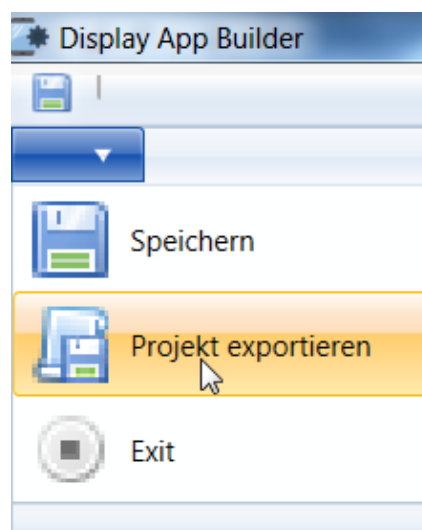 Display App Builder
Speichern
Projekt exportieren
Exit